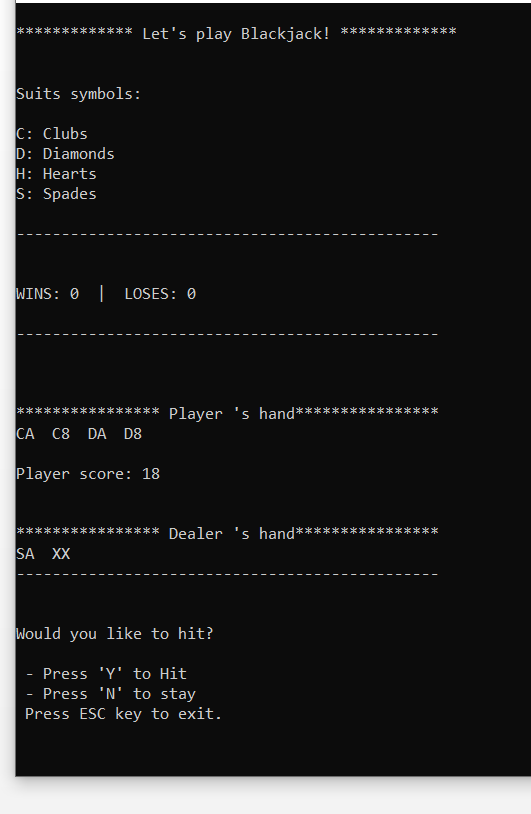 ************* Let's play Blackjack! *************
Suits symbols:
C: Clubs
D: Diamonds
H: Hearts
S: Spades
-----------------------------------------------
WINS: 0  |  LOSES: 0
-----------------------------------------------
**************** Player 's hand****************
CA  C8  DA  D8
Player score: 18
**************** Dealer 's hand****************
SA  XX
-----------------------------------------------
Would you like to hit?
- Press 'Y' to Hit
- Press 'N' to stay
Press ESC key to exit.